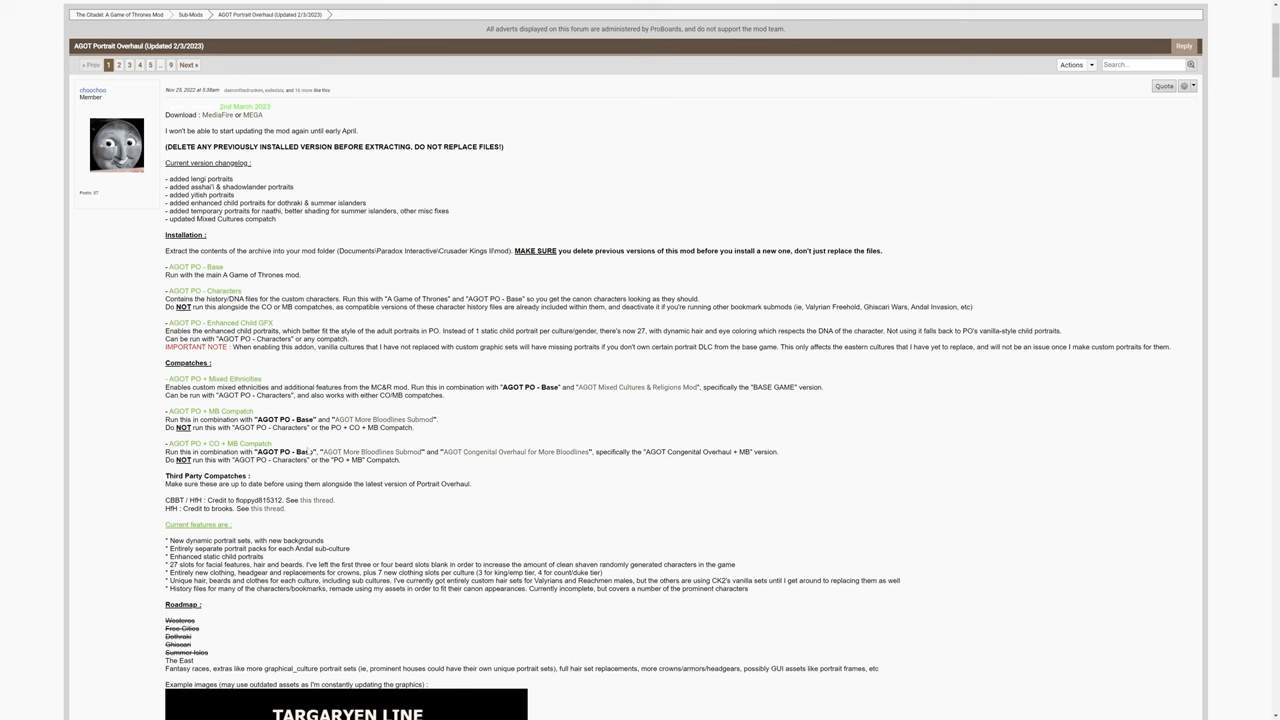 The Citadel: A Game of Thrones Mod Sub-Mods AGOT Portrait Overhaul (Updated 2/3/2023)
All adverts displayed on this forum are administered by ProBoards, and do not support the mod team.
AGOT Portrait Overhaul (Updated 2/3/2023) Reply
« Prev 1 2 3 4 5 ... 9 Next » Actions Search...
choochoo
Member
Posts: 37
Nov 25, 2022 at 5:38am daeronthedrunken, exiledsis, and 16 more like this Quote
2nd March 2023
Download : MediaFire or MEGA
I won't be able to start updating the mod again until early April.
(DELETE ANY PREVIOUSLY INSTALLED VERSION BEFORE EXTRACTING, DO NOT REPLACE FILES!)
Current version changelog :
- added lengi portraits
- added asshai'i & shadowlander portraits
- added yitish portraits
- added enhanced child portraits for dothraki & summer islanders
- added temporary portraits for naathi, better shading for summer islanders, other misc fixes
- updated Mixed Cultures compatch
Installation :
Extract the contents of the archive into your mod folder (Documents\Paradox Interactive\Crusader Kings II\mod). MAKE SURE you delete previous versions of this mod before you install a new one, don't just replace the files.
- AGOT PO - Base
Run with the main A Game of Thrones mod.
- AGOT PO - Characters
Contains the history/DNA files for the custom characters. Run this with "A Game of Thrones" and "AGOT PO - Base" so you get the canon characters looking as they should.
Do NOT run this alongside the CO or MB compatches, as compatible versions of these character history files are already included within them, and deactivate it if you're running other bookmark submods (ie, Valyrian Freehold, Ghiscari Wars, Andal Invasion, etc)
- AGOT PO - Enhanced Child GFX
Enables the enhanced child portraits, which better fit the style of the adult portraits in PO. Instead of 1 static child portrait per culture/gender, there's now 27, with dynamic hair and eye coloring which respects the DNA of the character. Not using it falls back to PO's vanilla-style child portraits.
Can be run with "AGOT PO - Characters" or any compatch.
IMPORTANT NOTE : When enabling this addon, vanilla cultures that I have not replaced with custom graphic sets will have missing portraits if you don't own certain portrait DLC from the base game. This only affects the eastern cultures that I have yet to replace, and will not be an issue once I make custom portraits for them.
Compatches :
- AGOT PO + Mixed Ethnicities
Enables custom mixed ethnicities and additional features from the MC&R mod. Run this in combination with "AGOT PO - Base" and "AGOT Mixed Cultures & Religions Mod", specifically the "BASE GAME" version.
Can be run with "AGOT PO - Characters", and also works with either CO/MB compatches.
- AGOT PO + MB Compatch
Run this in combination with "AGOT PO - Base" and "AGOT More Bloodlines Submod".
Do NOT run this with "AGOT PO - Characters" or the PO + CO + MB Compatch.
- AGOT PO + CO + MB Compatch
Run this in combination with "AGOT PO - Base", "AGOT More Bloodlines Submod" and "AGOT Congenital Overhaul for More Bloodlines", specifically the "AGOT Congenital Overhaul + MB" version.
Do NOT run this with "AGOT PO - Characters" or the "PO + MB" Compatch.
Third Party Compatches :
Make sure these are up to date before using them alongside the latest version of Portrait Overhaul.
CBBT / HfH : Credit to floppyd815312. See this thread.
HfH : Credit to brooks. See this thread.
Current features are :
* New dynamic portrait sets, with new backgrounds
* Entirely separate portrait packs for each Andal sub-culture
* Enhanced static child portraits
* 27 slots for facial features, hair and beards. I've left the first three or four beard slots blank in order to increase the amount of clean shaven randomly generated characters in the game
* Entirely new clothing, headgear and replacements for crowns, plus 7 new clothing slots per culture (3 for king/emp tier, 4 for count/duke tier)
* Unique hair, beards and clothes for each culture, including sub cultures. I've currently got entirely custom hair sets for Valyrians and Reachmen males, but the others are using CK2's vanilla sets until I get around to replacing them as well
* History files for many of the characters/bookmarks, remade using my assets in order to fit their canon appearances. Currently incomplete, but covers a number of the prominent characters
Roadmap :
Westeros
Free Cities
Dothraki
Ghiscari
Summer Isles
The East
Fantasy races, extras like more graphical_culture portrait sets (ie, prominent houses could have their own unique portrait sets), full hair set replacements, more crowns/armors/headgears, possibly GUI assets like portrait frames, etc
Example images (may use outdated assets as I'm constantly updating the graphics) :
TARGARYEN LINE